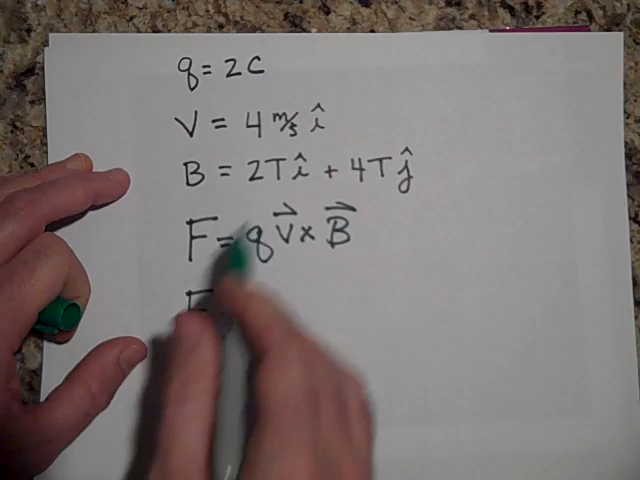 q = 2C
V = 4 m/s î
B = 2T î + 4T ĵ
F = q V⃗ × B⃗
F